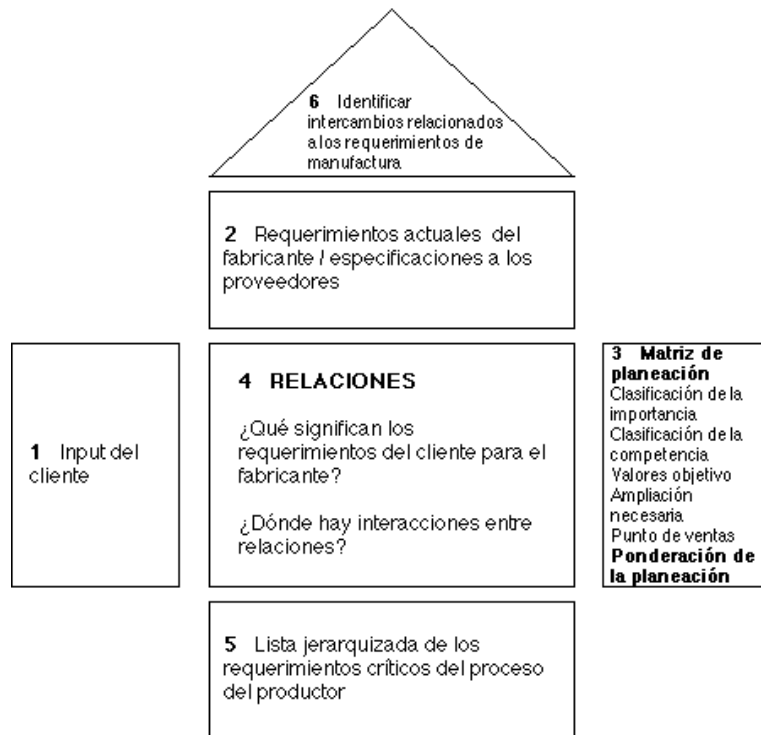 6 Identificar
intercambios relacionados
a los requerimientos de
manufactura
2 Requerimientos actuales del
fabricante / especificaciones a los
proveedores
1 Input del
cliente
4 RELACIONES
¿Qué significan los
requerimientos del cliente para el
fabricante?
¿Dónde hay interacciones entre
relaciones?
3 Matriz de
planeación
Clasificación de la
importancia
Clasificación de la
competencia
Valores objetivo
Ampliación
necesaria
Punto de ventas
Ponderación de
la planeación
5 Lista jerarquizada de los
requerimientos críticos del proceso
del productor